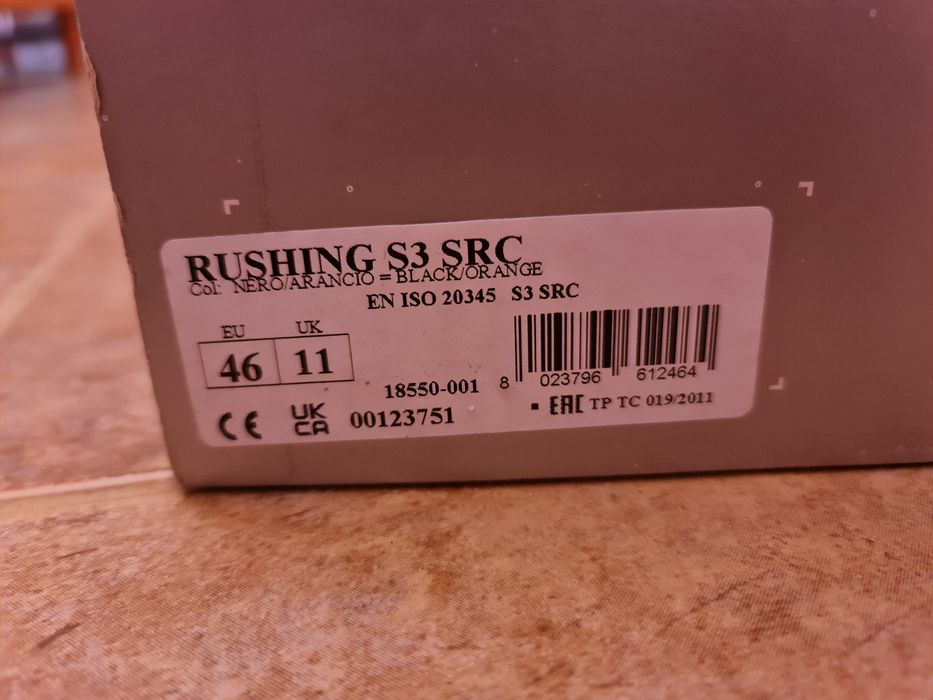 RUSHING S3 SRC
Col: NERO/ARANCIO = BLACK/ORANGE
EN ISO 20345 S3 SRC
EU UK
46 11
18550-001
8 023796 612464
CE UK CA 00123751
EAC TP TC 019/2011